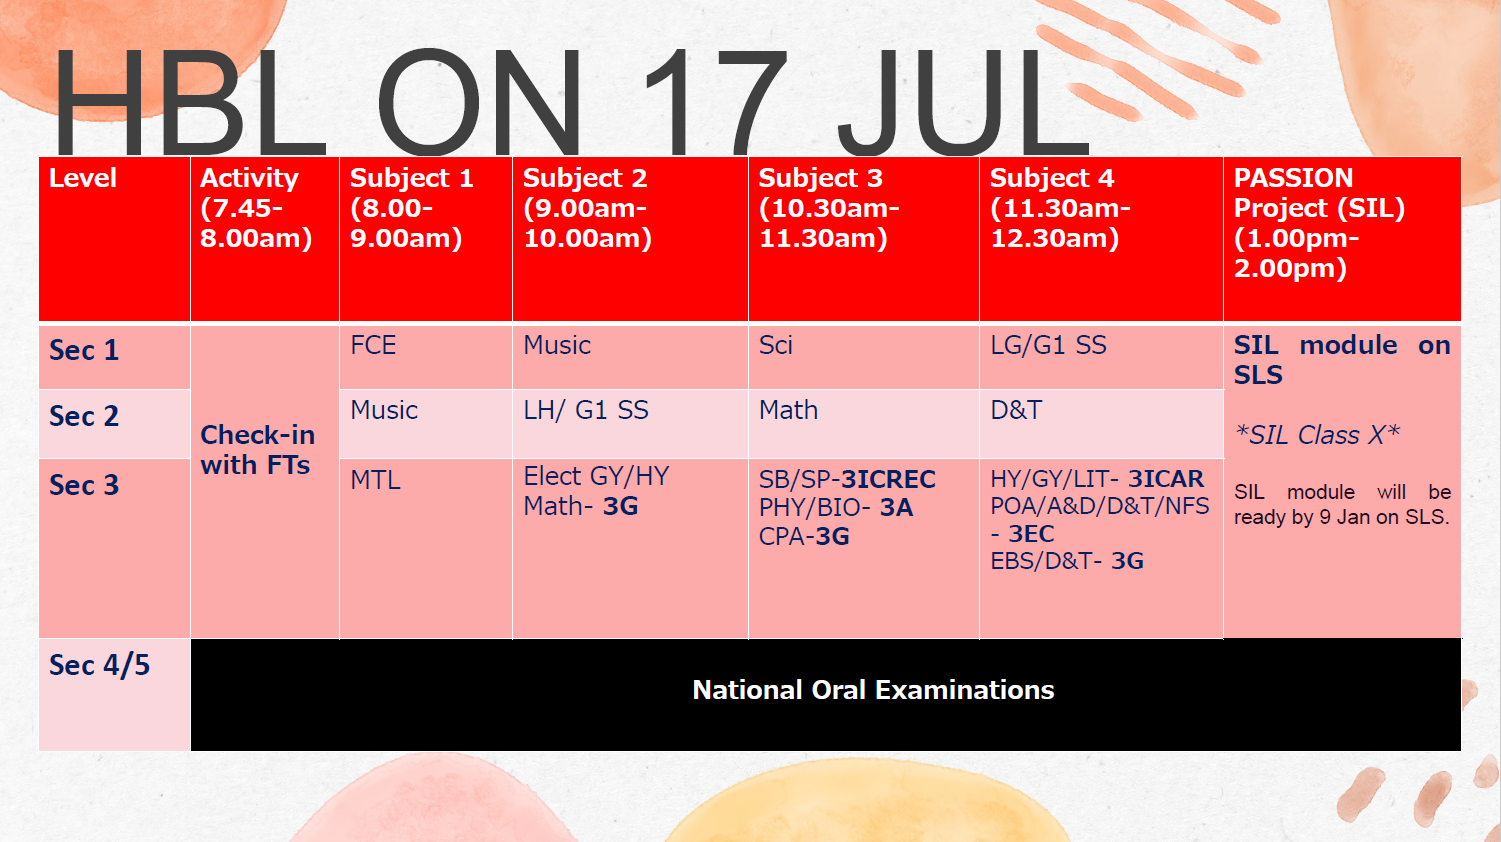 HBL ON 17 JUL
Level
Activity
(7.45-
8.00am)
Subject 1
(8.00-
9.00am)
Subject 2
(9.00am-
10.00am)
Subject 3
(10.30am-
11.30am)
Subject 4
(11.30am-
12.30am)
PASSION
Project (SIL)
(1.00pm-
2.00pm)
Sec 1
Check-in
with FTs
FCE
Music
Sci
LG/G1 SS
SIL module on
SLS
*SIL Class X*
SIL module will be
ready by 9 Jan on SLS.
Sec 2
Music
LH/ G1 SS
Math
D&T
Sec 3
MTL
Elect GY/HY
Math- 3G
SB/SP-3ICREC
PHY/BIO- 3A
CPA-3G
HY/GY/LIT- 3ICAR
POA/A&D/D&T/NFS
- 3EC
EBS/D&T- 3G
Sec 4/5
National Oral Examinations